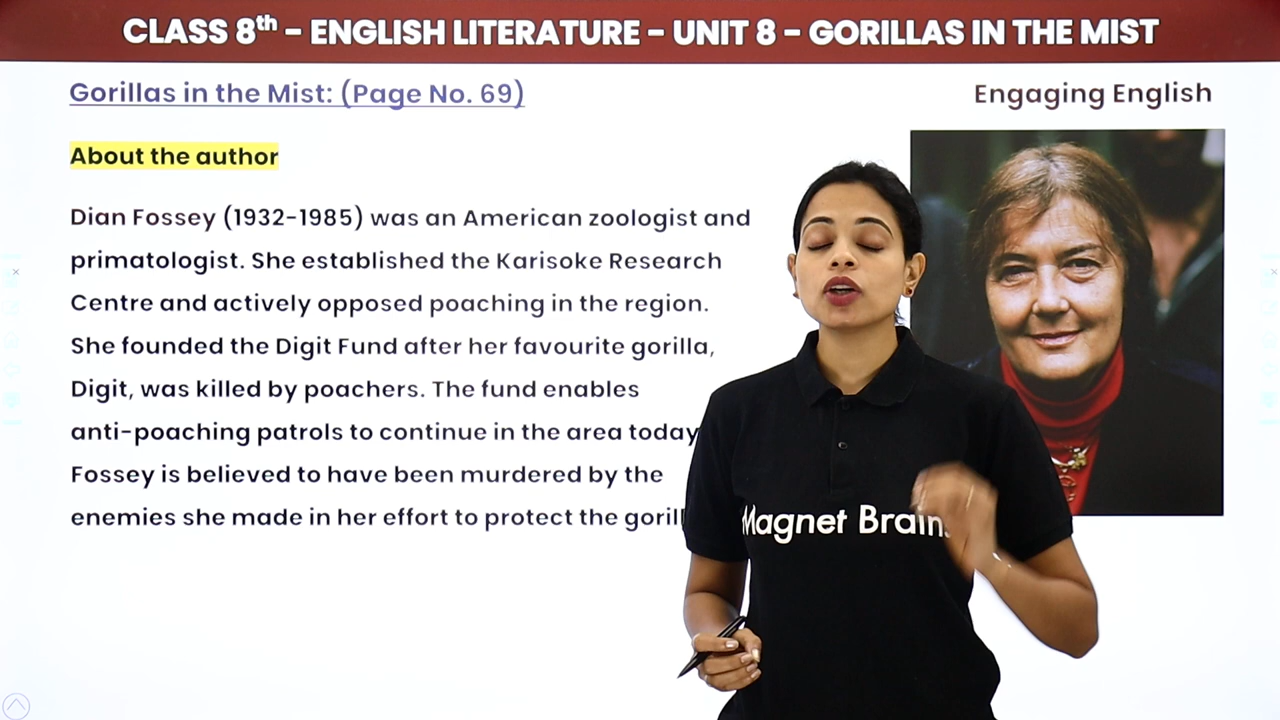 CLASS 8th – ENGLISH LITERATURE – UNIT 8 – GORILLAS IN THE MIST
Gorillas in the Mist: (Page No. 69)
Engaging English
About the author
Dian Fossey (1932-1985) was an American zoologist and
primatologist. She established the Karisoke Research
Centre and actively opposed poaching in the region.
She founded the Digit Fund after her favourite gorilla,
Digit, was killed by poachers. The fund enables
anti-poaching patrols to continue in the area today
Fossey is believed to have been murdered by the
enemies she made in her effort to protect the
Magnet Brain